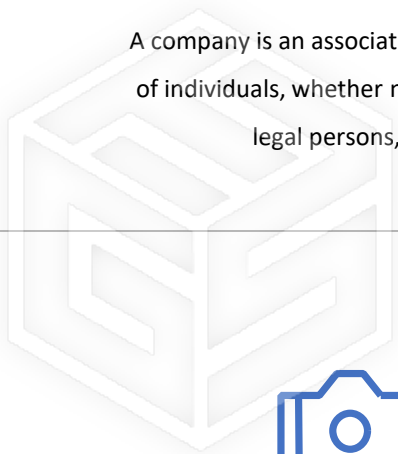 A company is an associat
of individuals, whether
legal persons,